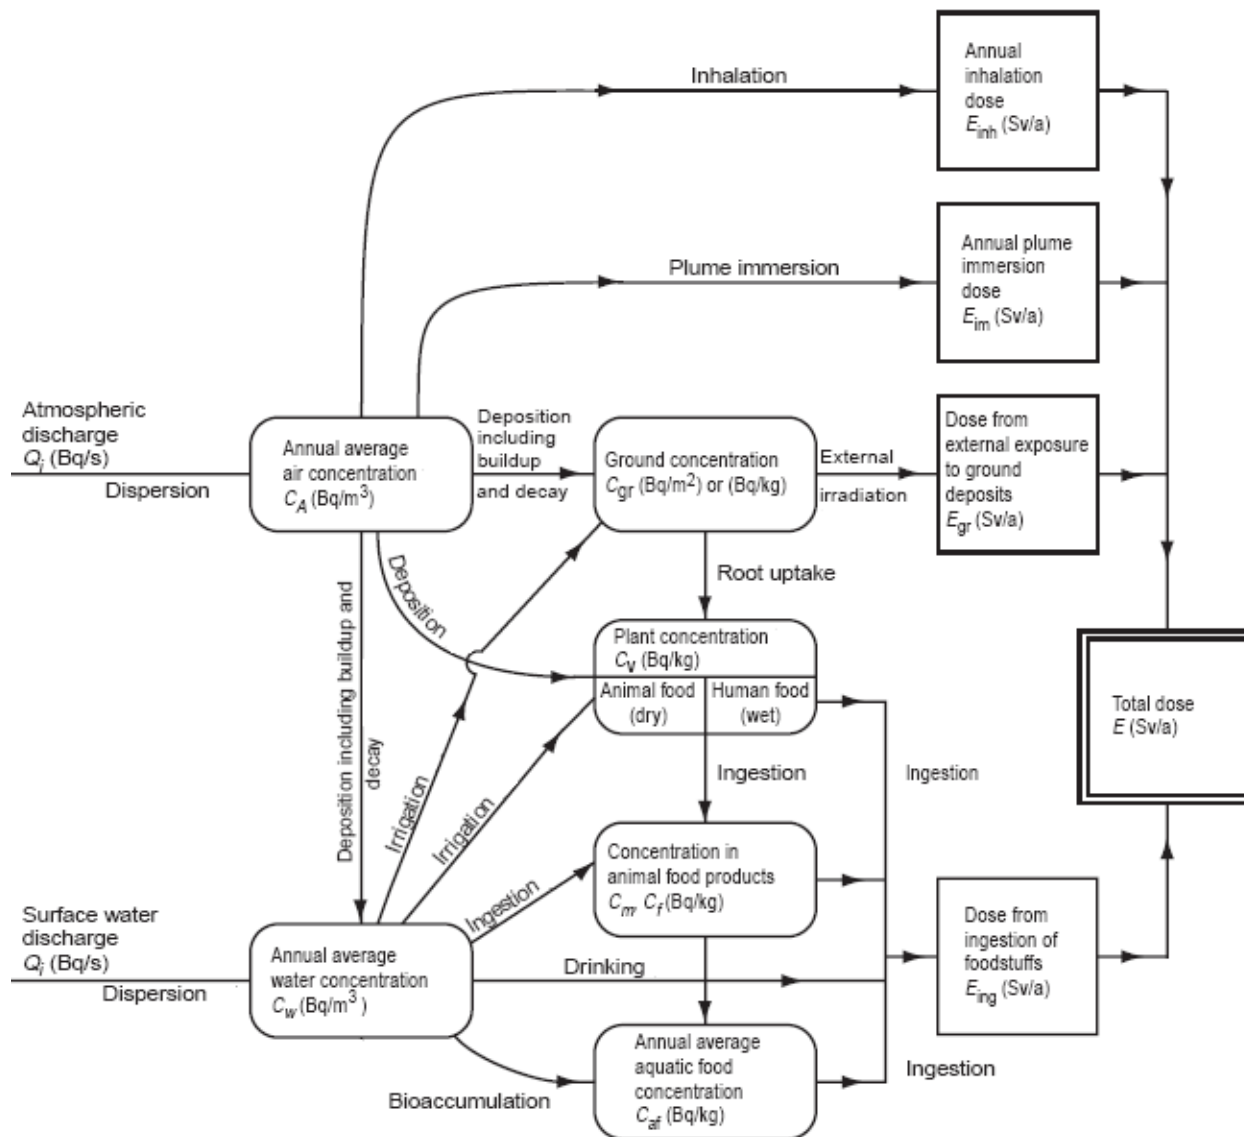 Annual
inhalation
dose
E_inh (Sv/a)
Inhalation
Annual plume
immersion
dose
E_im (Sv/a)
Plume immersion
Atmospheric
discharge
Q_i (Bq/s)
Dispersion
Annual average
air concentration
C_A (Bq/m³)
Deposition
including
buildup
and decay
Ground concentration
C_gr (Bq/m²) or (Bq/kg)
External
irradiation
Dose from
external exposure
to ground
deposits
E_gr (Sv/a)
Deposition
Root uptake
Plant concentration
C_v (Bq/kg)
Animal food
(dry)
Human food
(wet)
Total dose
E (Sv/a)
Deposition including buildup and
decay
Irrigation
Irrigation
Ingestion
Ingestion
Ingestion
Concentration in
animal food products
C_m, C_f (Bq/kg)
Surface water
discharge
Q_i (Bq/s)
Dispersion
Annual average
water concentration
C_w (Bq/m³)
Drinking
Dose from
ingestion of
foodstuffs
E_ing (Sv/a)
Bioaccumulation
Annual average
aquatic food
concentration
C_af (Bq/kg)
Ingestion